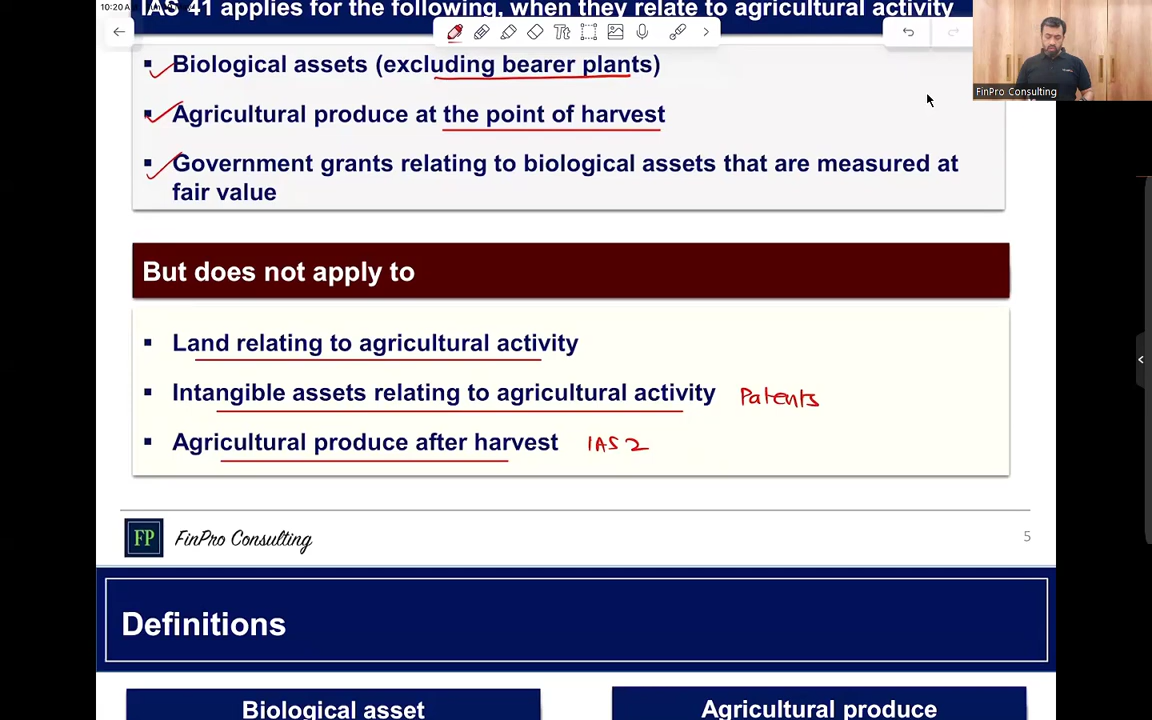 10:20 A
IAS 41 applies for the following, when they relate to agricultural activity
Tt
FinPro Consulting
▪ Biological assets (excluding bearer plants)
▪ Agricultural produce at the point of harvest
▪ Government grants relating to biological assets that are measured at
fair value
But does not apply to
▪ Land relating to agricultural activity
▪ Intangible assets relating to agricultural activity Patents
▪ Agricultural produce after harvest IAS 2
FP FinPro Consulting 5
Definitions
Biological asset
Agricultural produce